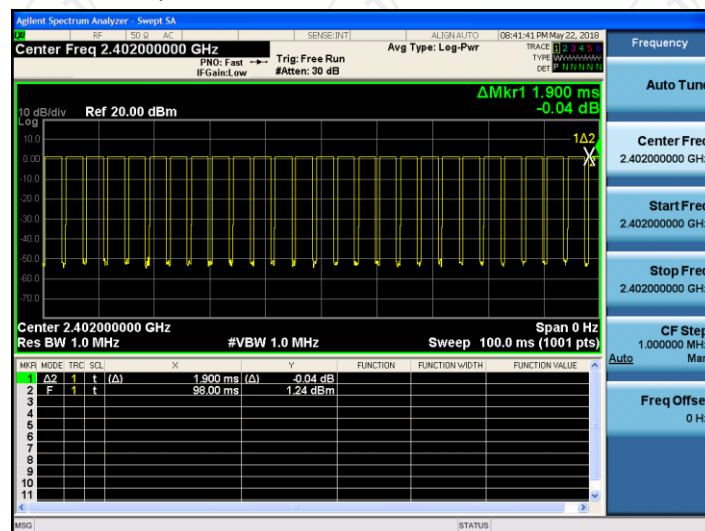 Agilent Spectrum Analyzer - Swept SA
RF 50 Ω AC SENSE:INT ALIGNAUTO 08:41:41 PM May 22, 2018
Center Freq 2.402000000 GHz
PNO: Fast
IFGain:Low
Trig: Free Run
#Atten: 30 dB
Avg Type: Log-Pwr
TRACE 1 2 3 4 5 6
TYPE
DET P N N N N N
Frequency
ΔMkr1 1.900 ms
-0.04 dB
10 dB/div Ref 20.00 dBm
Log
10.0
0.00
-10.0
-20.0
-30.0
-40.0
-50.0
-60.0
-70.0
1Δ2
X
Center 2.402000000 GHz Span 0 Hz
Res BW 1.0 MHz #VBW 1.0 MHz Sweep 100.0 ms (1001 pts)
MKR MODE TRC SCL X Y FUNCTION FUNCTION WIDTH FUNCTION VALUE
1 Δ2 1 t (Δ) 1.900 ms (Δ) -0.04 dB
2 F 1 t 98.00 ms 1.24 dBm
3
4
5
6
7
8
9
10
11
MSG STATUS
Auto Tune
Center Freq
2.402000000 GHz
Start Freq
2.402000000 GH
Stop Freq
2.402000000 GH
CF Step
1.000000 MH
Auto Man
Freq Offse
0 H